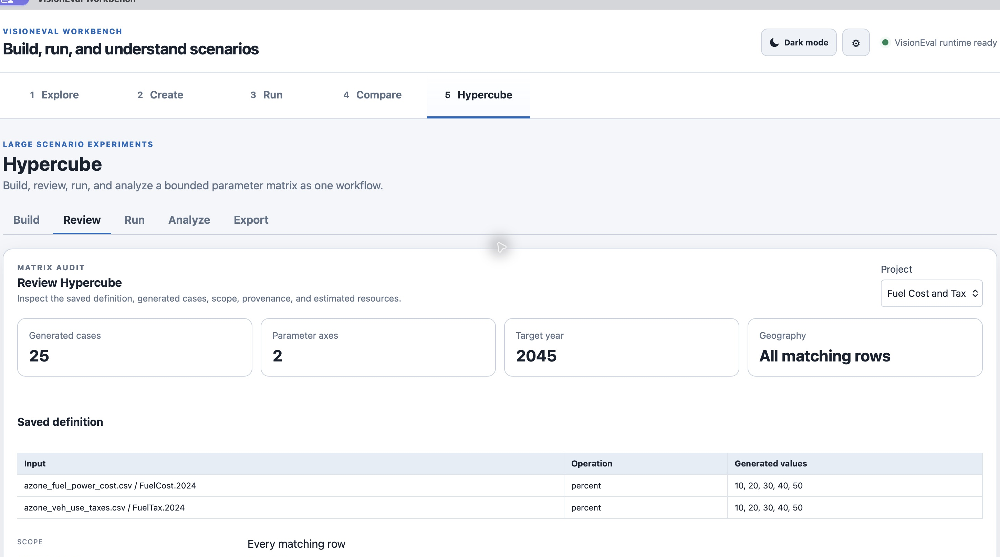 VisionEval Workbench
VISIONEVAL WORKBENCH
Build, run, and understand scenarios
Dark mode
VisionEval runtime ready
1 Explore
2 Create
3 Run
4 Compare
5 Hypercube
LARGE SCENARIO EXPERIMENTS
Hypercube
Build, review, run, and analyze a bounded parameter matrix as one workflow.
Build
Review
Run
Analyze
Export
MATRIX AUDIT
Review Hypercube
Inspect the saved definition, generated cases, scope, provenance, and estimated resources.
Project
Fuel Cost and Tax
Generated cases
25
Parameter axes
2
Target year
2045
Geography
All matching rows
Saved definition
Input Operation Generated values
azone_fuel_power_cost.csv / FuelCost.2024 percent 10, 20, 30, 40, 50
azone_veh_use_taxes.csv / FuelTax.2024 percent 10, 20, 30, 40, 50
SCOPE Every matching row